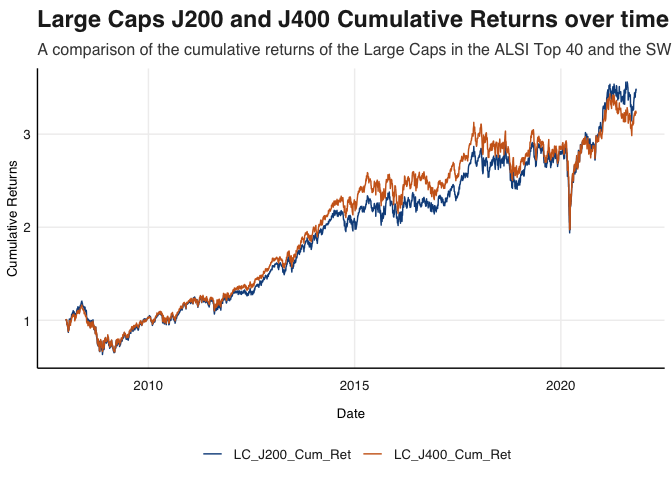 Large Caps J200 and J400 Cumulative Returns over time
A comparison of the cumulative returns of the Large Caps in the ALSI Top 40 and the SW
Cumulative Returns
3
2
1
2010
2015
2020
Date
LC_J200_Cum_Ret
LC_J400_Cum_Ret